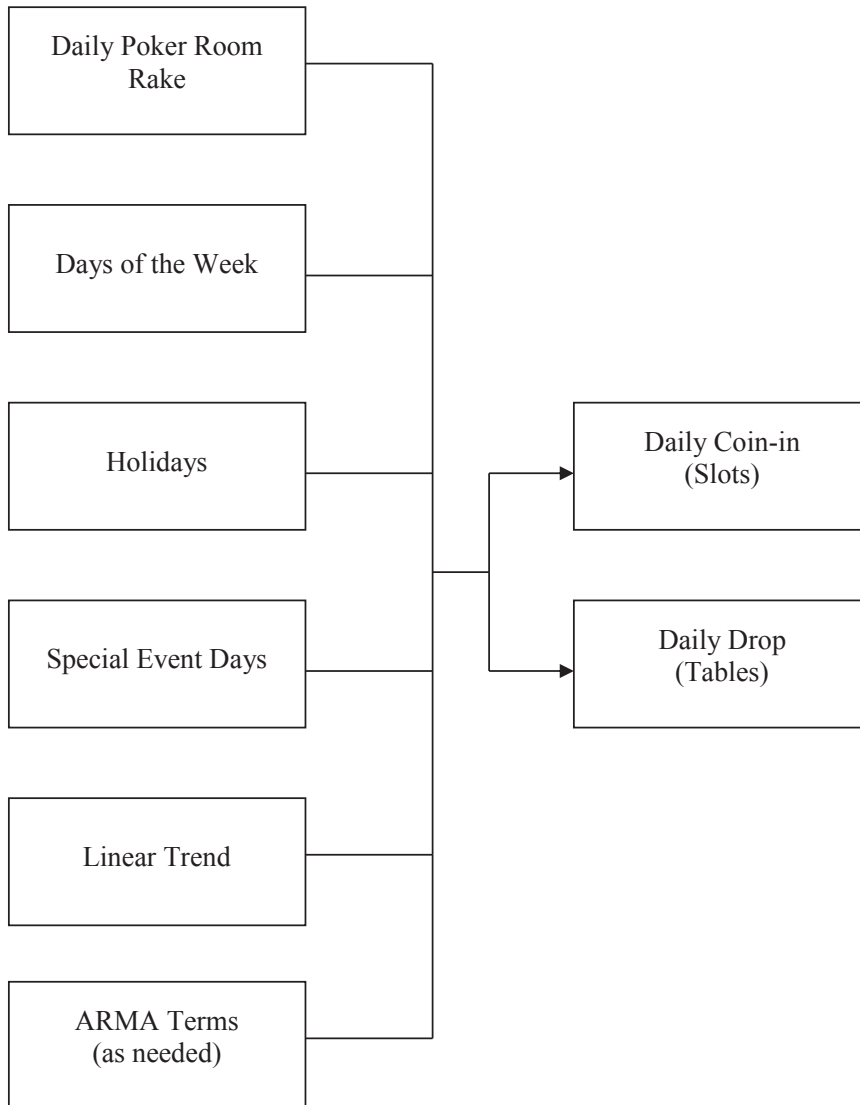 Daily Poker Room
Rake
Days of the Week
Holidays
Special Event Days
Linear Trend
ARMA Terms
(as needed)
Daily Coin-in
(Slots)
Daily Drop
(Tables)